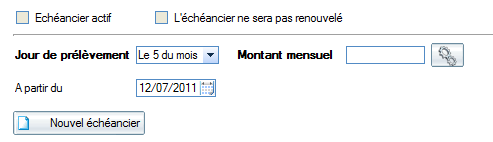 Echéancier actif L'échéancier ne sera pas renouvelé
Jour de prélèvement Le 5 du mois Montant mensuel
A partir du 12/07/2011
Nouvel échéancier